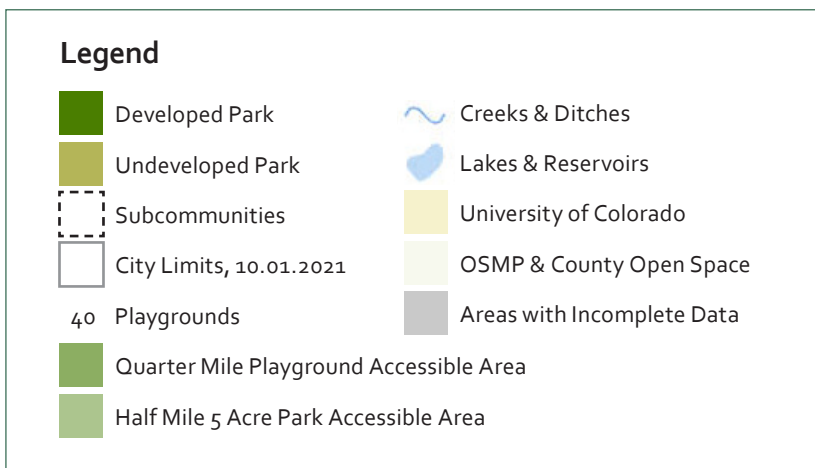 Legend
Developed Park
Undeveloped Park
Subcommunities
City Limits, 10.01.2021
40 Playgrounds
Quarter Mile Playground Accessible Area
Half Mile 5 Acre Park Accessible Area
Creeks & Ditches
Lakes & Reservoirs
University of Colorado
OSMP & County Open Space
Areas with Incomplete Data